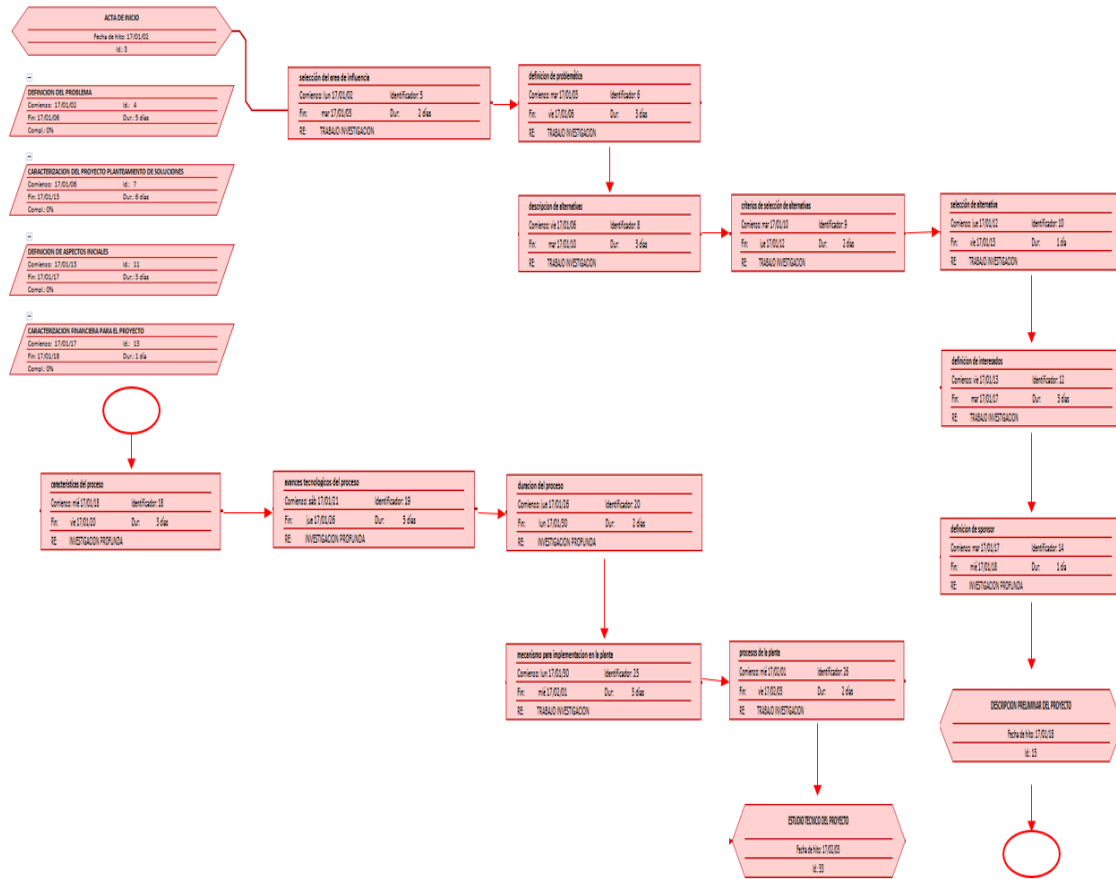 ACTA DE INICIO
Fecha de hito: 17/01/02
Id.: 3
DEFINICION DEL PROBLEMA
Comienzo: 17/01/02 Id.: 4
Fin: 17/01/06 Dur.: 5 días
Compl.: 0%
CARACTERIZACION DEL PROYECTO PLANTEAMIENTO DE SOLUCIONES
Comienzo: 17/01/06 Id.: 7
Fin: 17/01/13 Dur.: 6 días
Compl.: 0%
DEFINICION DE ASPECTOS INICIALES
Comienzo: 17/01/13 Id.: 11
Fin: 17/01/17 Dur.: 3 días
Compl.: 0%
CARACTERIZACION FINANCIERA PARA EL PROYECTO
Comienzo: 17/01/17 Id.: 13
Fin: 17/01/18 Dur.: 1 día
Compl.: 0%
selección del area de influencia
Comienzo: lun 17/01/02 Identificador: 5
Fin: mar 17/01/03 Dur: 2 días
RE: TRABAJO INVESTIGACION
definicion de problemática
Comienzo: mar 17/01/03 Identificador: 6
Fin: vie 17/01/06 Dur: 3 días
RE: TRABAJO INVESTIGACION
descripcion de alternativas
Comienzo: vie 17/01/06 Identificador: 8
Fin: mar 17/01/10 Dur: 3 días
RE: TRABAJO INVESTIGACION
criterios de selección de alternativas
Comienzo: mar 17/01/10 Identificador: 9
Fin: jue 17/01/12 Dur: 2 días
RE: TRABAJO INVESTIGACION
selección de alternativa
Comienzo: jue 17/01/12 Identificador: 10
Fin: vie 17/01/13 Dur: 1 día
RE: TRABAJO INVESTIGACION
definicion de interesados
Comienzo: vie 17/01/13 Identificador: 12
Fin: mar 17/01/17 Dur: 3 días
RE: TRABAJO INVESTIGACION
definicion de sponsor
Comienzo: mar 17/01/17 Identificador: 14
Fin: mié 17/01/18 Dur: 1 día
RE: INVESTIGACION PROFUNDA
DESCRIPCION PRELIMINAR DEL PROYECTO
Fecha de hito: 17/01/18
Id.: 15
caracteristicas del proceso
Comienzo: mié 17/01/18 Identificador: 18
Fin: vie 17/01/20 Dur: 3 días
RE: INVESTIGACION PROFUNDA
avances tecnologicos del proceso
Comienzo: sáb 17/01/21 Identificador: 19
Fin: jue 17/01/26 Dur: 5 días
RE: INVESTIGACION PROFUNDA
duracion del proceso
Comienzo: jue 17/01/26 Identificador: 20
Fin: lun 17/01/30 Dur: 2 días
RE: INVESTIGACION PROFUNDA
mecanismo para implementacion en la planta
Comienzo: lun 17/01/30 Identificador: 25
Fin: mié 17/02/01 Dur: 3 días
RE: TRABAJO INVESTIGACION
procesos de la planta
Comienzo: mié 17/02/01 Identificador: 26
Fin: vie 17/02/03 Dur: 2 días
RE: TRABAJO INVESTIGACION
ESTUDIO TECNICO DEL PROYECTO
Fecha de hito: 17/02/03
Id.: 33